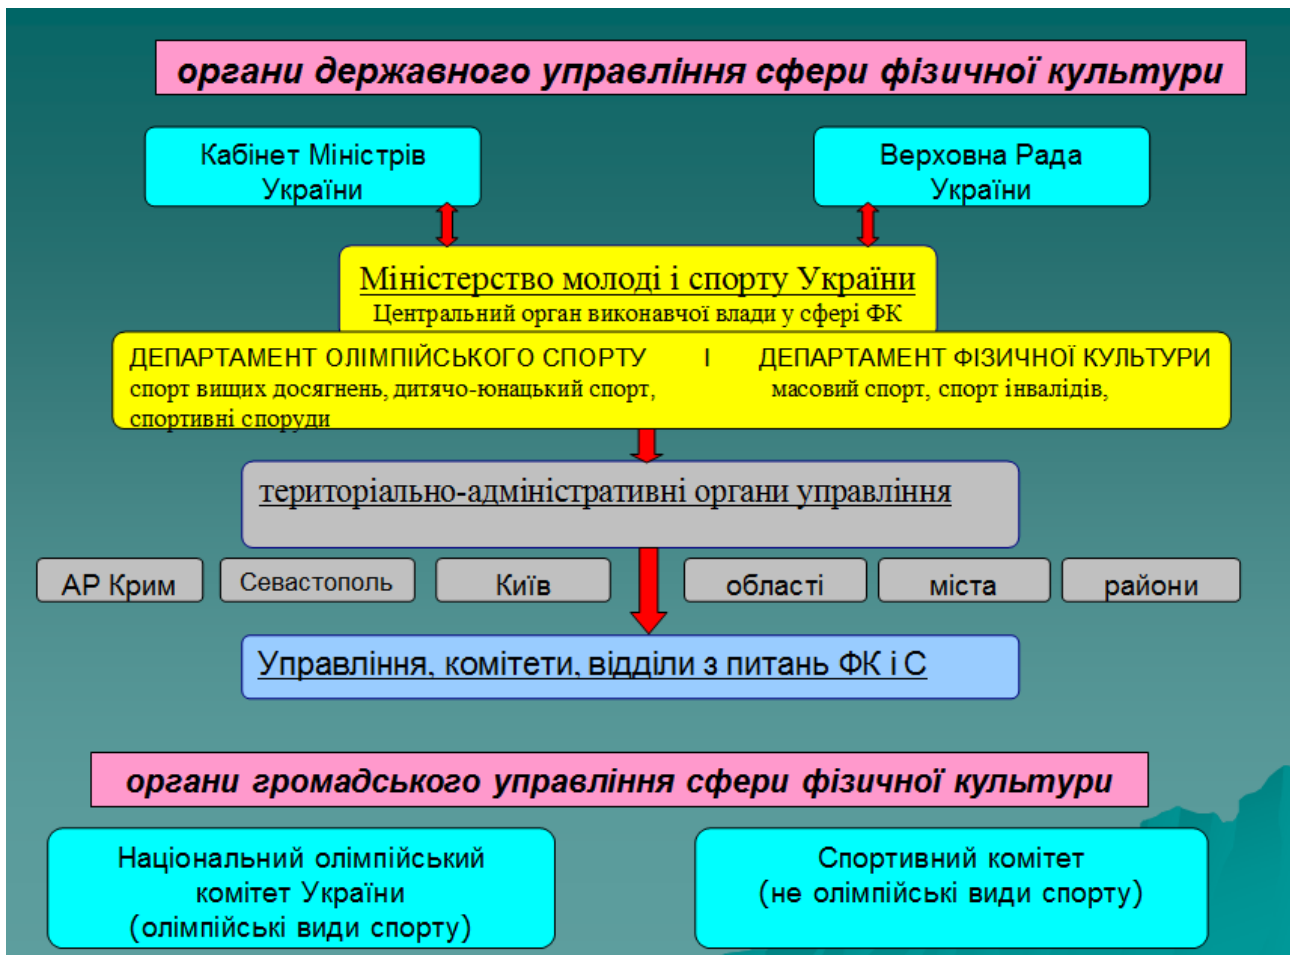 органи державного управління сфери фізичної культури
Кабінет Міністрів
України
Верховна Рада
України
Міністерство молоді і спорту України
Центральний орган виконавчої влади у сфері ФК
ДЕПАРТАМЕНТ ОЛІМПІЙСЬКОГО СПОРТУ І ДЕПАРТАМЕНТ ФІЗИЧНОЇ КУЛЬТУРИ
спорт вищих досягнень, дитячо-юнацький спорт, масовий спорт, спорт інвалідів,
спортивні споруди
територіально-адміністративні органи управління
АР Крим
Севастополь
Київ
області
міста
райони
Управління, комітети, відділи з питань ФК і С
органи громадського управління сфери фізичної культури
Національний олімпійський
комітет України
(олімпійські види спорту)
Спортивний комітет
(не олімпійські види спорту)